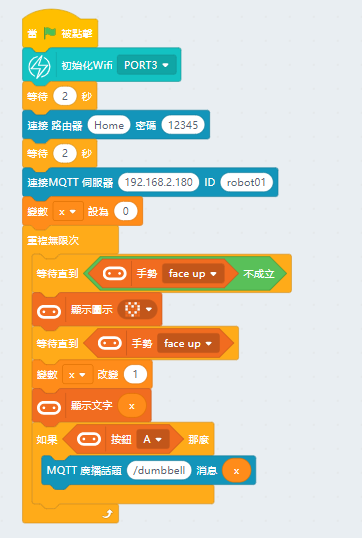 當 被點擊
初始化Wifi PORT3
等待 2 秒
連接 路由器 Home 密碼 12345
等待 2 秒
連接MQTT 伺服器 192.168.2.180 ID robot01
變數 x 設為 0
重複無限次
等待直到 手勢 face up 不成立
顯示圖示
等待直到 手勢 face up
變數 x 改變 1
顯示文字 x
如果 按鈕 A 那麼
MQTT 廣播話題 /dumbbell 消息 x